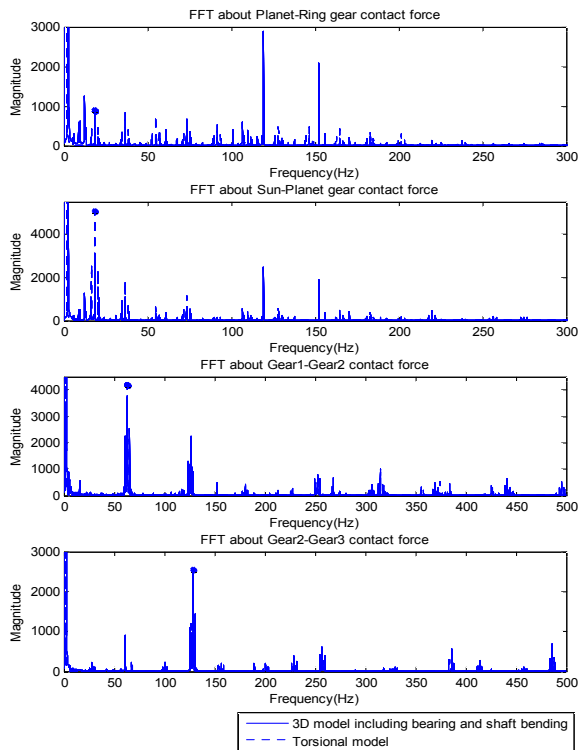 FFT about Planet-Ring gear contact force
3000
2000
1000
0
Magnitude
0 50 100 150 200 250 300
Frequency(Hz)
FFT about Sun-Planet gear contact force
4000
2000
0
Magnitude
0 50 100 150 200 250 300
Frequency(Hz)
FFT about Gear1-Gear2 contact force
4000
3000
2000
1000
0
Magnitude
0 50 100 150 200 250 300 350 400 450 500
Frequency(Hz)
FFT about Gear2-Gear3 contact force
3000
2000
1000
0
Magnitude
0 50 100 150 200 250 300 350 400 450 500
Frequency(Hz)
3D model including bearing and shaft bending
Torsional model